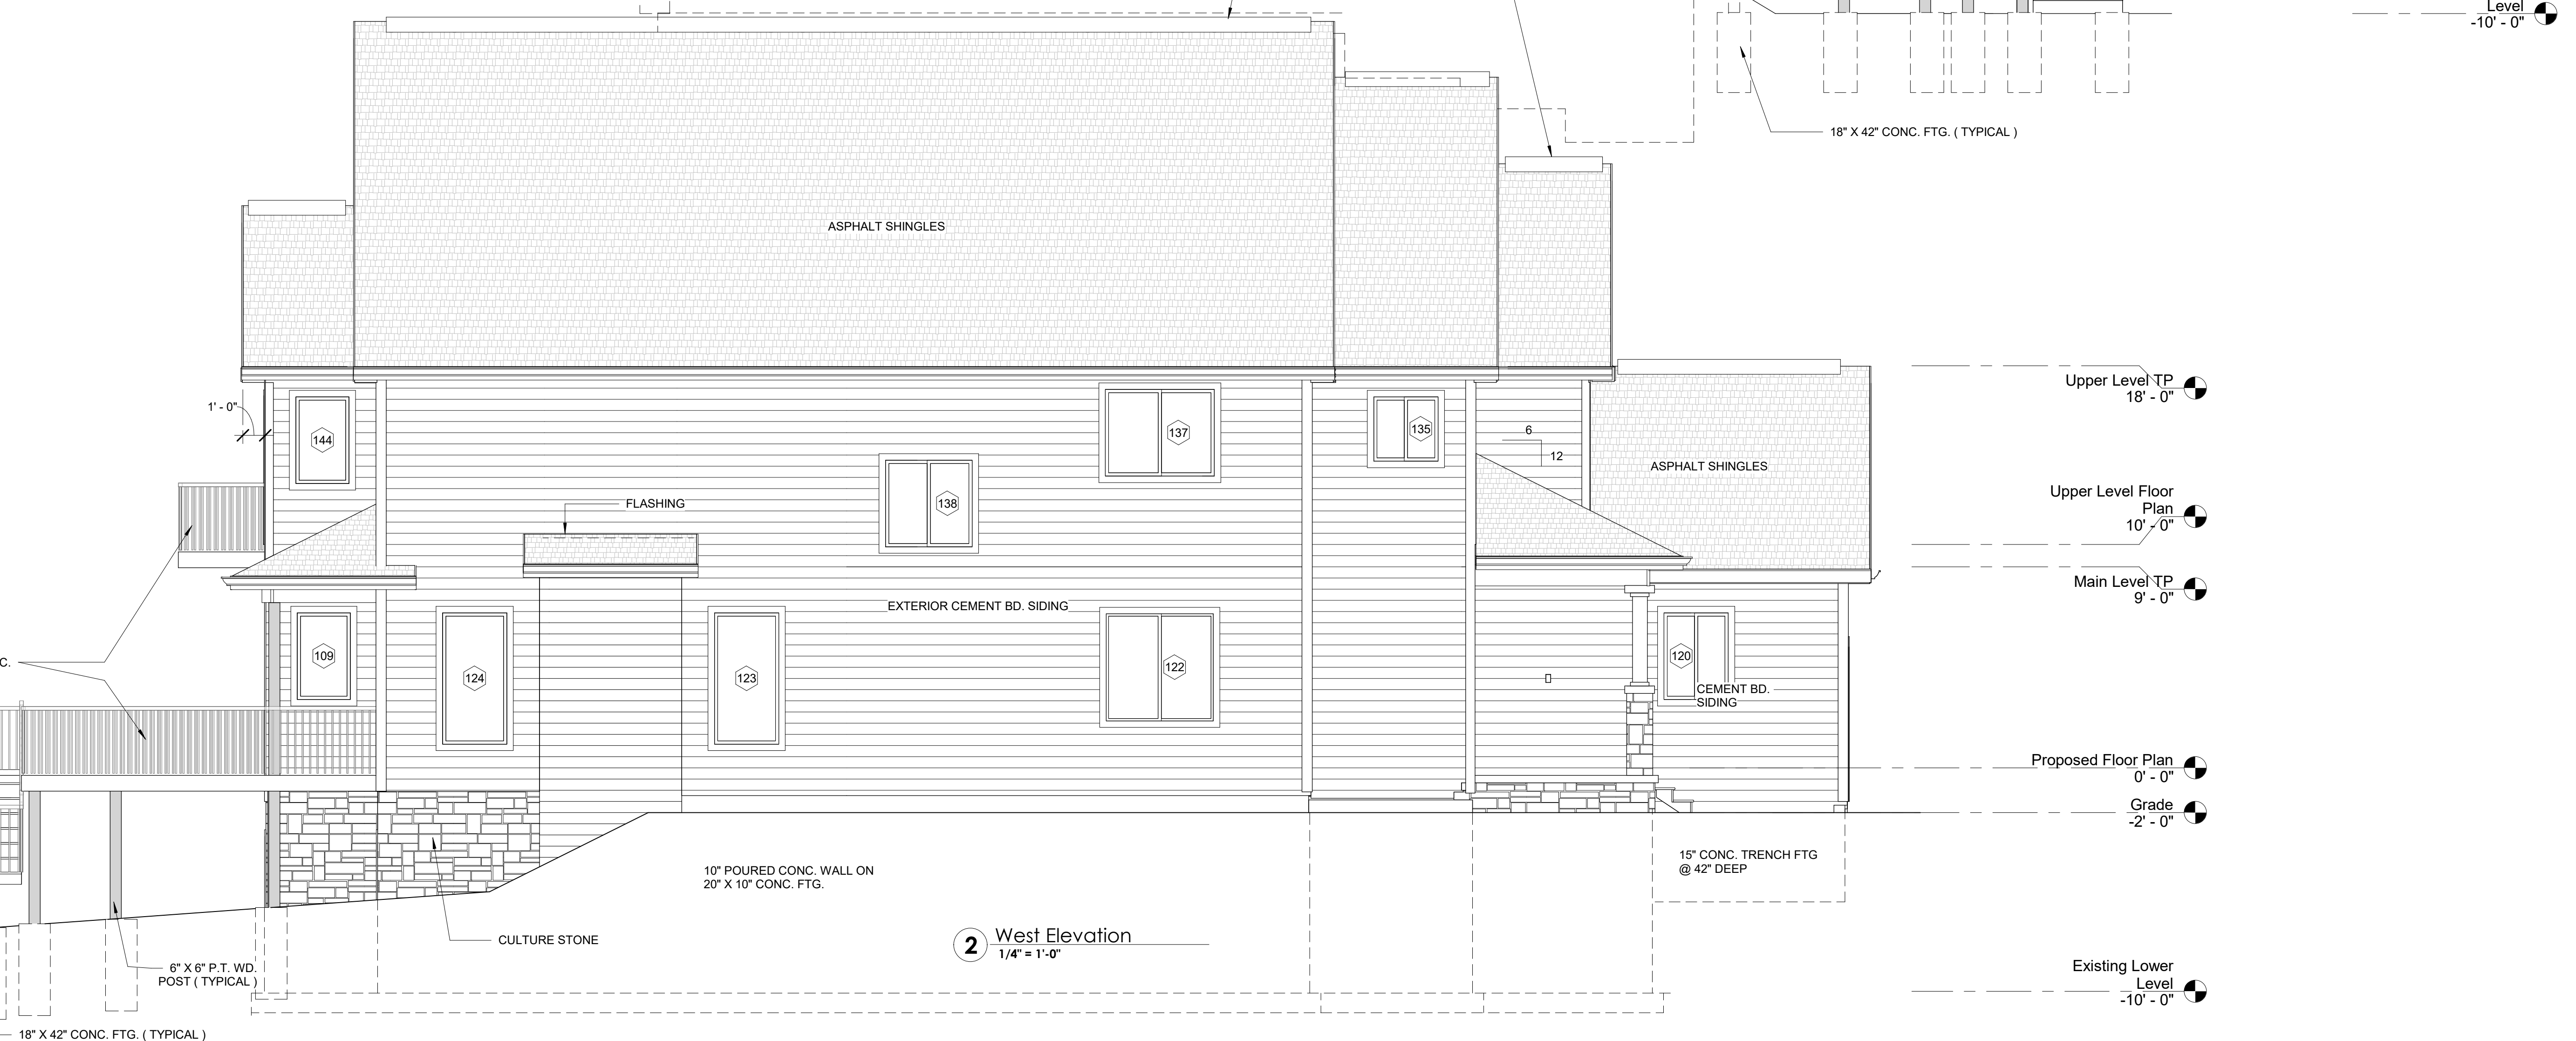 Level
-10' - 0"
18" X 42" CONC. FTG. ( TYPICAL )
ASPHALT SHINGLES
Upper Level TP
18' - 0"
1' - 0"
144
137
135
6
12
ASPHALT SHINGLES
138
FLASHING
Upper Level Floor
Plan
10' - 0"
Main Level TP
9' - 0"
EXTERIOR CEMENT BD. SIDING
C.
109
124
123
122
120
CEMENT BD.
SIDING
Proposed Floor Plan
0' - 0"
Grade
-2' - 0"
10" POURED CONC. WALL ON
20" X 10" CONC. FTG.
15" CONC. TRENCH FTG
@ 42" DEEP
CULTURE STONE
2
West Elevation
1/4" = 1'-0"
6" X 6" P.T. WD.
POST ( TYPICAL )
Existing Lower
Level
-10' - 0"
18" X 42" CONC. FTG. ( TYPICAL )